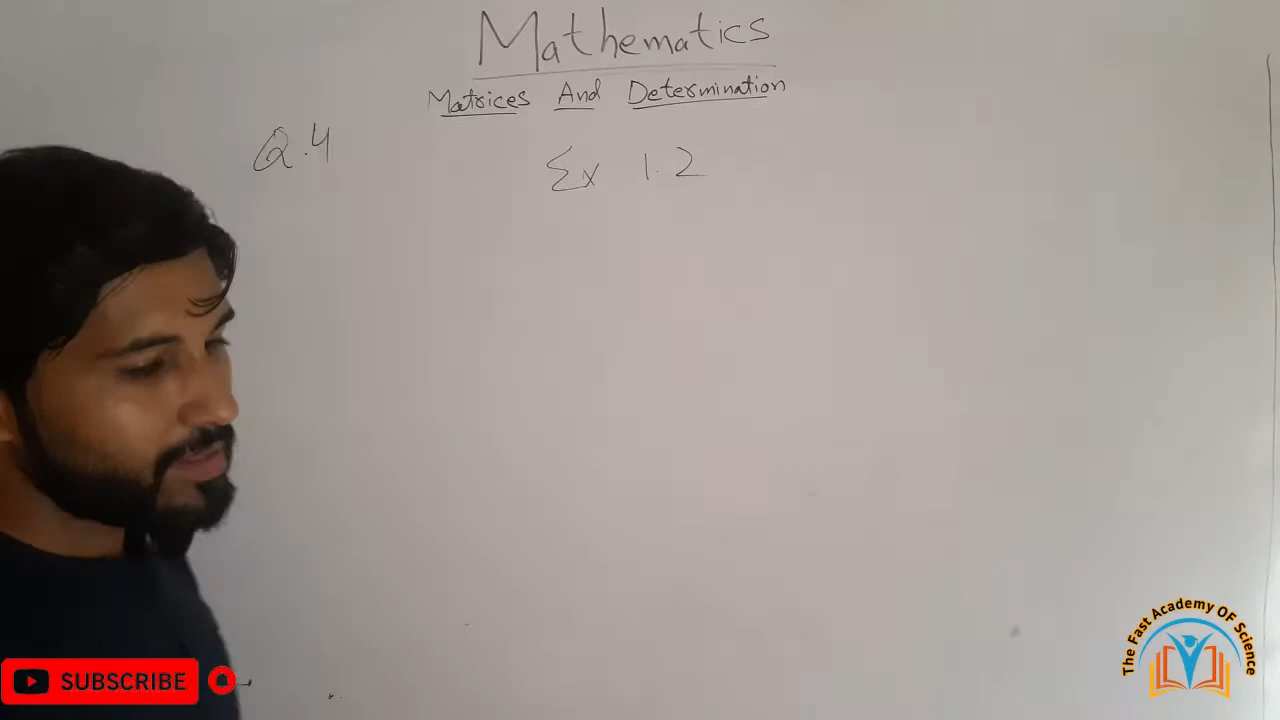 Mathematics
Matrices And Determination
Q.4
Ex 1.2
SUBSCRIBE
The Fast Academy OF Science